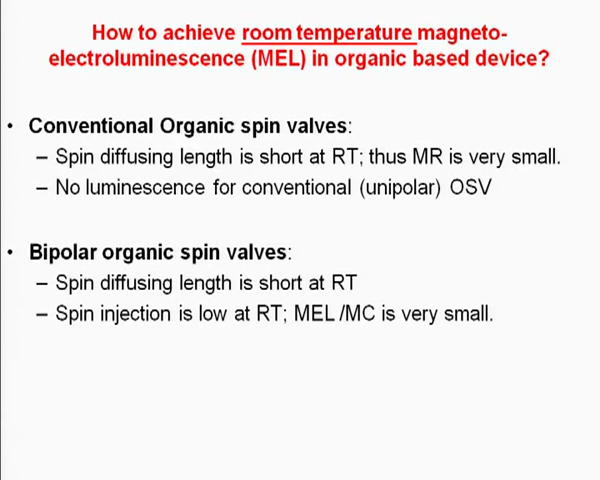 How to achieve room temperature magneto-
electroluminescence (MEL) in organic based device?
• Conventional Organic spin valves:
– Spin diffusing length is short at RT; thus MR is very small.
– No luminescence for conventional (unipolar) OSV
• Bipolar organic spin valves:
– Spin diffusing length is short at RT
– Spin injection is low at RT; MEL /MC is very small.